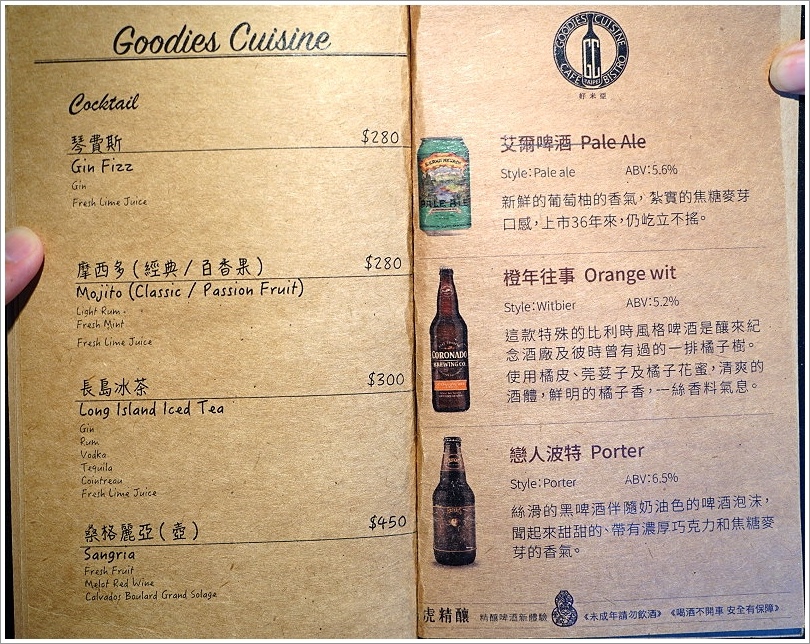 Goodies Cuisine
Cocktail
琴費斯 $280
Gin Fizz
Gin
Fresh Lime Juice
摩西多 (經典 / 百香果) $280
Mojito (Classic / Passion Fruit)
Light Rum
Fresh Mint
Fresh Lime Juice
長島冰茶 $300
Long Island Iced Tea
Gin
Rum
Vodka
Tequila
Cointreau
Fresh Lime Juice
桑格麗亞 (壺) $450
Sangria
Fresh Fruit
Melot Red Wine
Calvados Boulard Grand Solage
GOODIES CUISINE
GC
TAIPEI
CAFE BISTRO
好米亞
艾爾啤酒 Pale Ale
Style:Pale ale ABV:5.6%
新鮮的葡萄柚的香氣, 紮實的焦糖麥芽
口感, 上市36年來, 仍屹立不搖。
PALE ALE
橙年往事 Orange wit
Style:Witbier ABV:5.2%
這款特殊的比利時風格啤酒是釀來紀
念酒廠及彼時曾有過的一排橘子樹。
使用橘皮、芫荽子及橘子花蜜, 清爽的
酒體, 鮮明的橘子香, 一絲香料氣息。
CORONADO
BREWING CO.
戀人波特 Porter
Style:Porter ABV:6.5%
絲滑的黑啤酒伴隨奶油色的啤酒泡沫,
聞起來甜甜的、帶有濃厚巧克力和焦糖麥
芽的香氣。
虎精釀 精釀啤酒新體驗 《未成年請勿飲酒》 《喝酒不開車 安全有保障》